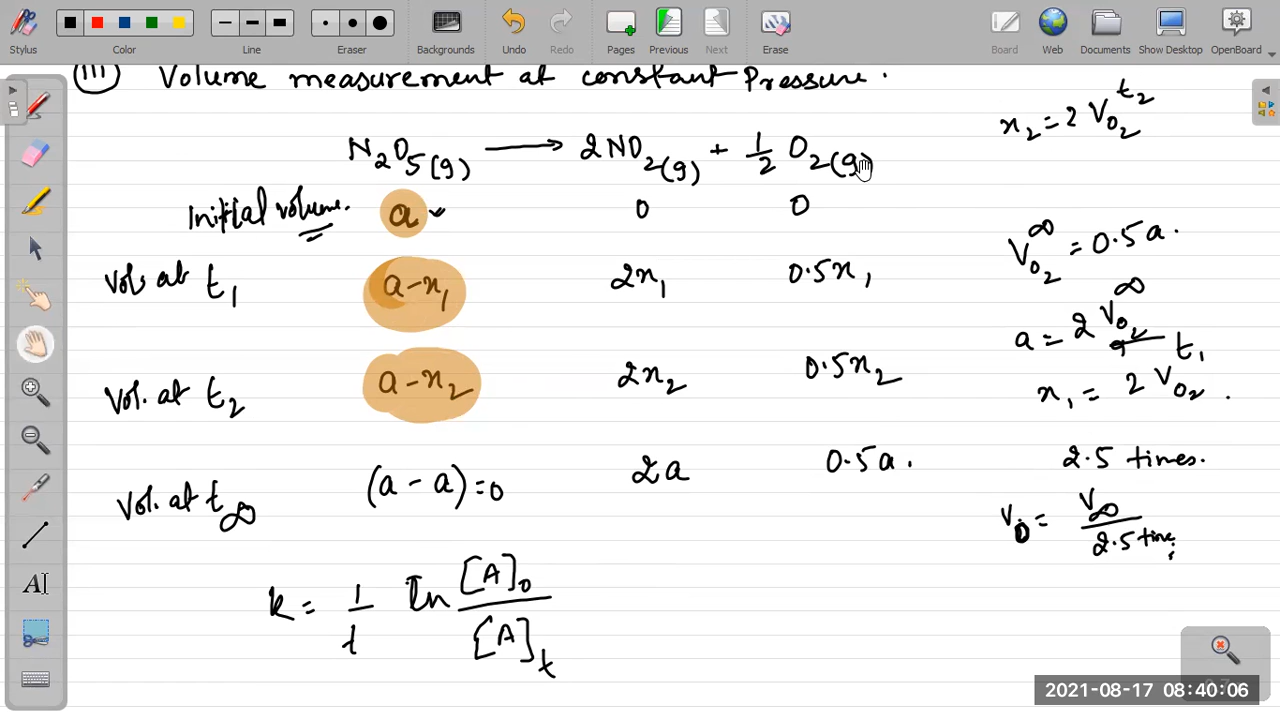 Stylus
Color
Line
Eraser
Backgrounds
Undo
Redo
Pages
Previous
Next
Erase
Board
Web
Documents
Show Desktop
OpenBoard
(III) Volume measurement at constant Pressure.
x₂ = 2 V_O₂^t₂
N₂O₅(g) ⟶ 2NO₂(g) + 1/2 O₂(g)
Initial volume. a 0 0
V_O₂^∞ = 0.5a.
Vol. at t₁ a-x₁ 2x₁ 0.5x₁
a = 2 V_O₂^∞
x₁ = 2 V_O₂^t₁.
Vol. at t₂ a-x₂ 2x₂ 0.5x₂
2.5 times.
Vol. at t∞ (a-a)=0 2a 0.5a.
V₀ = V∞/2.5 time
k = 1/t ln [A]₀/[A]t
AI
2021-08-17 08:40:06